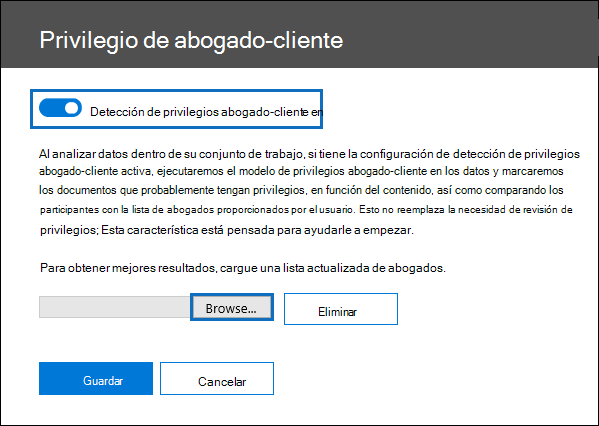 Privilegio de abogado-cliente
Detección de privilegios abogado-cliente en
Al analizar datos dentro de su conjunto de trabajo, si tiene la configuración de detección de privilegios
abogado-cliente activa, ejecutaremos el modelo de privilegios abogado-cliente en los datos y marcaremos
los documentos que probablemente tengan privilegios, en función del contenido, así como comparando los
participantes con la lista de abogados proporcionados por el usuario. Esto no reemplaza la necesidad de revisión de
privilegios; Esta característica está pensada para ayudarle a empezar.
Para obtener mejores resultados, cargue una lista actualizada de abogados.
Browse... Eliminar
Guardar Cancelar